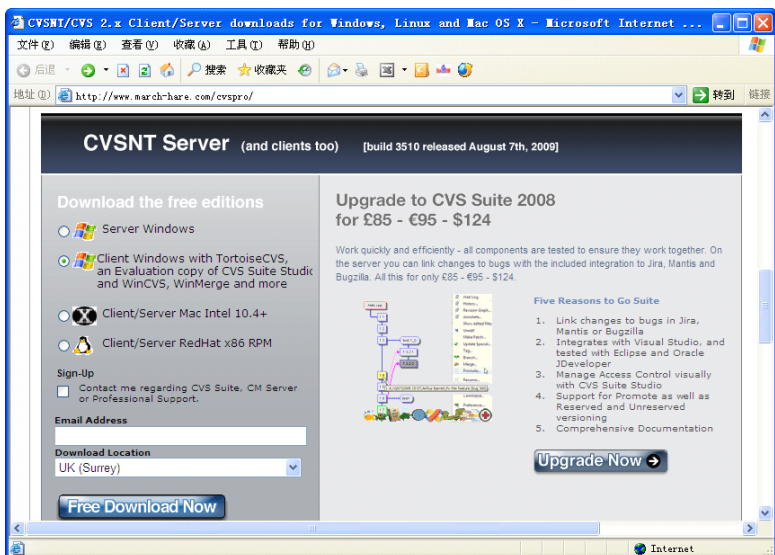 CVSNT/CVS 2.x Client/Server downloads for Windows, Linux and Mac OS X - Microsoft Internet ...
文件(F) 编辑(E) 查看(V) 收藏(A) 工具(T) 帮助(H)
后退 搜索 收藏夹
地址(D) http://www.march-hare.com/cvspro/ 转到 链接
CVSNT Server (and clients too) [build 3510 released August 7th, 2009]
Download the free editions
Server Windows
Client Windows with TortoiseCVS,
an Evaluation copy of CVS Suite Studic
and WinCVS, WinMerge and more
Client/Server Mac Intel 10.4+
Client/Server RedHat x86 RPM
Sign-Up
Contact me regarding CVS Suite, CM Server
or Professional Support.
Email Address
Download Location
UK (Surrey)
Free Download Now
Upgrade to CVS Suite 2008
for £85 - €95 - $124
Work quickly and efficiently - all components are tested to ensure they work together. On
the server you can link changes to bugs with the included integration to Jira, Mantis and
Bugzilla. All this for only £85 - €95 - $124.
Five Reasons to Go Suite
1. Link changes to bugs in Jira,
Mantis or Bugzilla
2. Integrates with Visual Studio, and
tested with Eclipse and Oracle
JDeveloper
3. Manage Access Control visually
with CVS Suite Studio
4. Support for Promote as well as
Reserved and Unreserved
versioning
5. Comprehensive Documentation
Upgrade Now
Internet